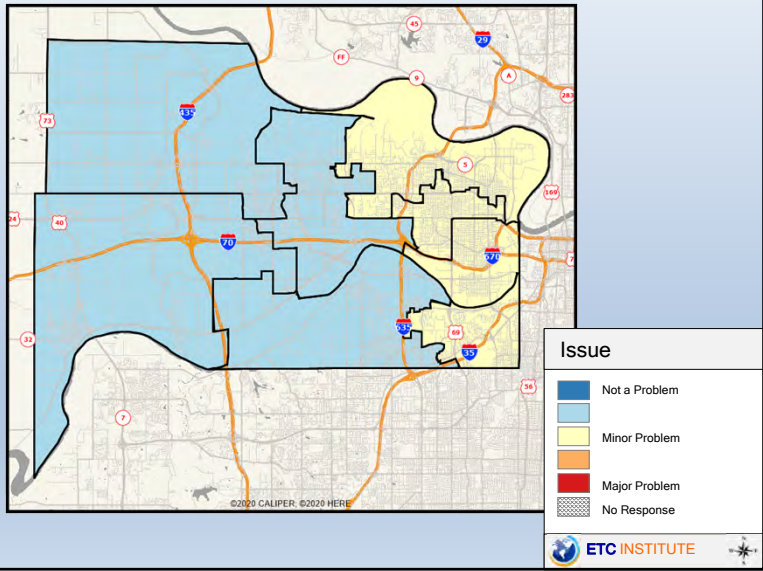 45
29
FF
9
A
283
435
73
5
169
24
40
70
670
7
32
635
69
35
56
7
©2020 CALIPER; ©2020 HERE
Issue
Not a Problem
Minor Problem
Major Problem
No Response
ETC INSTITUTE